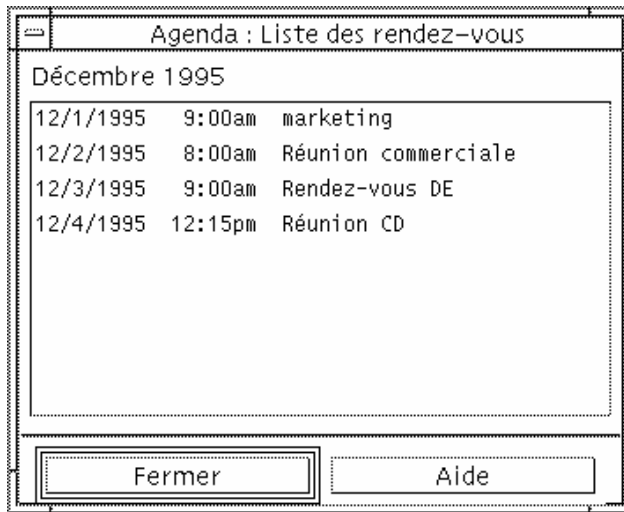 Agenda : Liste des rendez-vous
Décembre 1995
12/1/1995 9:00am marketing
12/2/1995 8:00am Réunion commerciale
12/3/1995 9:00am Rendez-vous DE
12/4/1995 12:15pm Réunion CD
Fermer Aide